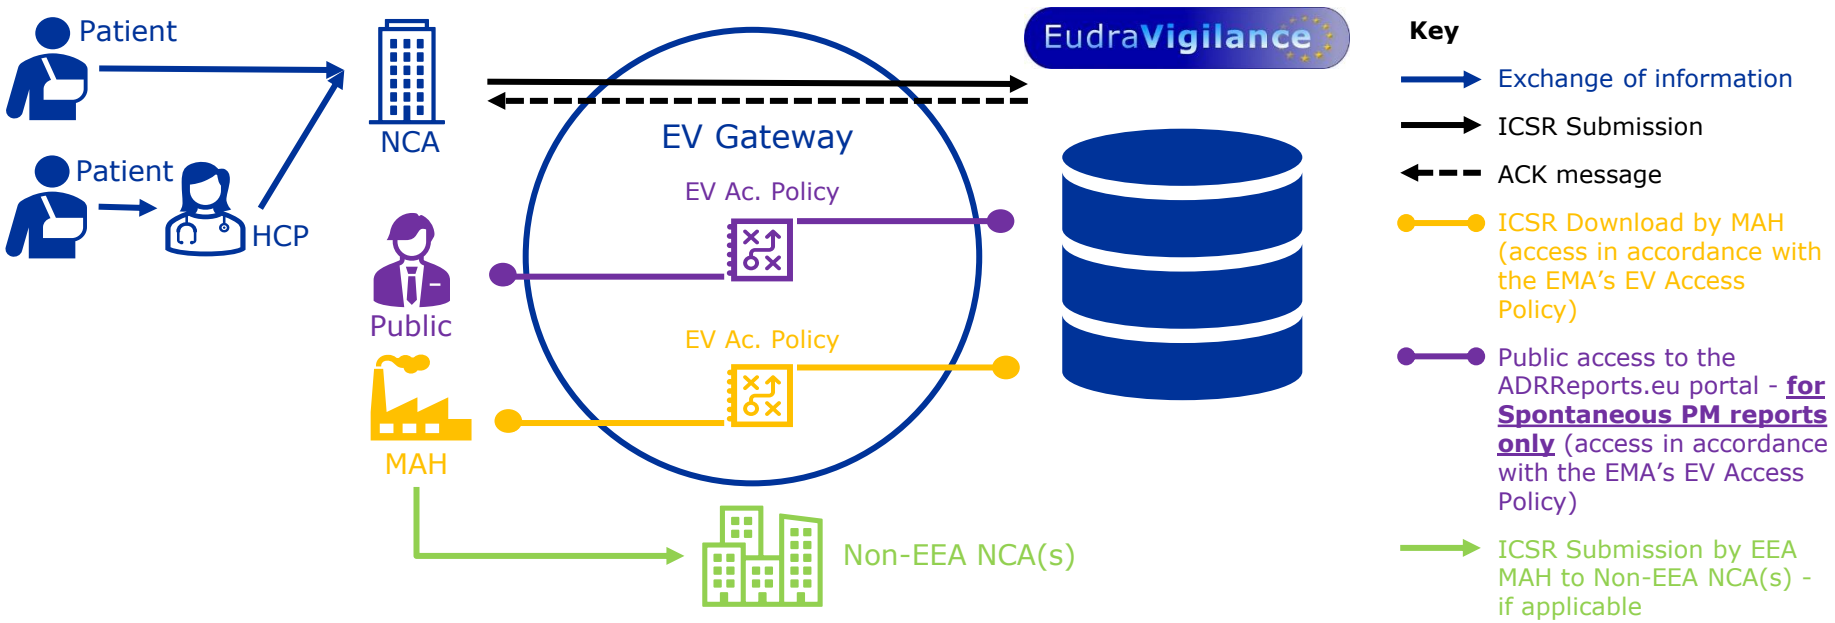 Patient
Patient
HCP
NCA
Public
MAH
EV Gateway
EV Ac. Policy
EV Ac. Policy
EudraVigilance
Non-EEA NCA(s)
Key
Exchange of information
ICSR Submission
ACK message
ICSR Download by MAH
(access in accordance with
the EMA’s EV Access
Policy)
Public access to the
ADRReports.eu portal - for
Spontaneous PM reports
only (access in accordance
with the EMA’s EV Access
Policy)
ICSR Submission by EEA
MAH to Non-EEA NCA(s) -
if applicable